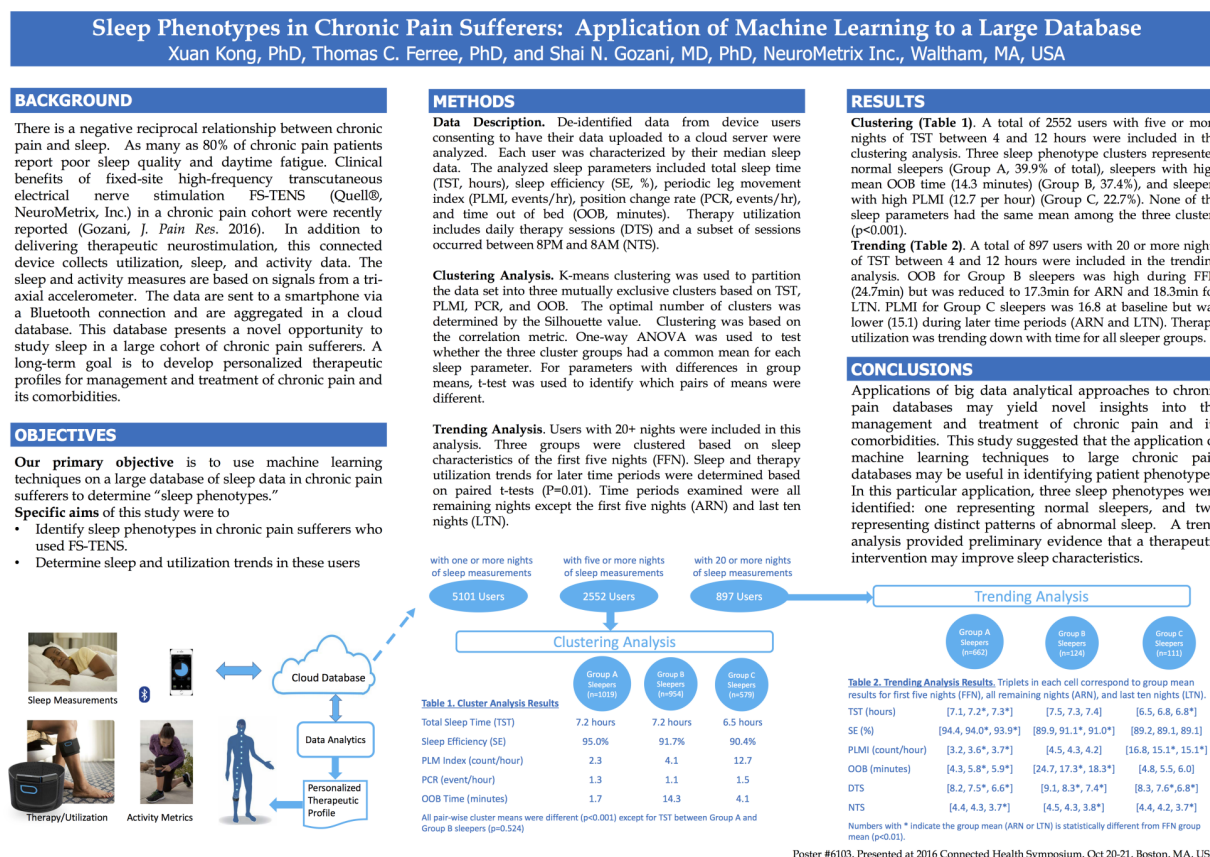 Sleep Phenotypes in Chronic Pain Sufferers: Application of Machine Learning to a Large Database
Xuan Kong, PhD, Thomas C. Ferree, PhD, and Shai N. Gozani, MD, PhD, NeuroMetrix Inc., Waltham, MA, USA
BACKGROUND
There is a negative reciprocal relationship between chronic
pain and sleep. As many as 80% of chronic pain patients
report poor sleep quality and daytime fatigue. Clinical
benefits of fixed-site high-frequency transcutaneous
electrical nerve stimulation FS-TENS (Quell®,
NeuroMetrix, Inc.) in a chronic pain cohort were recently
reported (Gozani, J. Pain Res. 2016). In addition to
delivering therapeutic neurostimulation, this connected
device collects utilization, sleep, and activity data. The
sleep and activity measures are based on signals from a tri-
axial accelerometer. The data are sent to a smartphone via
a Bluetooth connection and are aggregated in a cloud
database. This database presents a novel opportunity to
study sleep in a large cohort of chronic pain sufferers. A
long-term goal is to develop personalized therapeutic
profiles for management and treatment of chronic pain and
its comorbidities.
OBJECTIVES
Our primary objective is to use machine learning
techniques on a large database of sleep data in chronic pain
sufferers to determine “sleep phenotypes.”
Specific aims of this study were to
• Identify sleep phenotypes in chronic pain sufferers who
used FS-TENS.
• Determine sleep and utilization trends in these users
Sleep Measurements
Therapy/Utilization
Activity Metrics
Cloud Database
Data Analytics
Personalized
Therapeutic
Profile
METHODS
Data Description. De-identified data from device users
consenting to have their data uploaded to a cloud server were
analyzed. Each user was characterized by their median sleep
data. The analyzed sleep parameters included total sleep time
(TST, hours), sleep efficiency (SE, %), periodic leg movement
index (PLMI, events/hr), position change rate (PCR, events/hr),
and time out of bed (OOB, minutes). Therapy utilization
includes daily therapy sessions (DTS) and a subset of sessions
occurred between 8PM and 8AM (NTS).
Clustering Analysis. K-means clustering was used to partition
the data set into three mutually exclusive clusters based on TST,
PLMI, PCR, and OOB. The optimal number of clusters was
determined by the Silhouette value. Clustering was based on
the correlation metric. One-way ANOVA was used to test
whether the three cluster groups had a common mean for each
sleep parameter. For parameters with differences in group
means, t-test was used to identify which pairs of means were
different.
Trending Analysis. Users with 20+ nights were included in this
analysis. Three groups were clustered based on sleep
characteristics of the first five nights (FFN). Sleep and therapy
utilization trends for later time periods were determined based
on paired t-tests (P=0.01). Time periods examined were all
remaining nights except the first five nights (ARN) and last ten
nights (LTN).
with one or more nights
of sleep measurements
5101 Users
with five or more nights
of sleep measurements
2552 Users
with 20 or more nights
of sleep measurements
897 Users
Clustering Analysis
Group A
Sleepers
(n=1019)
Group B
Sleepers
(n=954)
Group C
Sleepers
(n=579)
Table 1. Cluster Analysis Results
Total Sleep Time (TST) 7.2 hours 7.2 hours 6.5 hours
Sleep Efficiency (SE) 95.0% 91.7% 90.4%
PLM Index (count/hour) 2.3 4.1 12.7
PCR (event/hour) 1.3 1.1 1.5
OOB Time (minutes) 1.7 14.3 4.1
All pair-wise cluster means were different (p<0.001) except for TST between Group A and
Group B sleepers (p=0.524)
RESULTS
Clustering (Table 1). A total of 2552 users with five or mor
nights of TST between 4 and 12 hours were included in th
clustering analysis. Three sleep phenotype clusters represente
normal sleepers (Group A, 39.9% of total), sleepers with hig
mean OOB time (14.3 minutes) (Group B, 37.4%), and sleeper
with high PLMI (12.7 per hour) (Group C, 22.7%). None of th
sleep parameters had the same mean among the three cluster
(p<0.001).
Trending (Table 2). A total of 897 users with 20 or more night
of TST between 4 and 12 hours were included in the trendin
analysis. OOB for Group B sleepers was high during FF
(24.7min) but was reduced to 17.3min for ARN and 18.3min fo
LTN. PLMI for Group C sleepers was 16.8 at baseline but wa
lower (15.1) during later time periods (ARN and LTN). Therap
utilization was trending down with time for all sleeper groups.
CONCLUSIONS
Applications of big data analytical approaches to chron
pain databases may yield novel insights into th
management and treatment of chronic pain and i
comorbidities. This study suggested that the application o
machine learning techniques to large chronic pai
databases may be useful in identifying patient phenotype
In this particular application, three sleep phenotypes wer
identified: one representing normal sleepers, and tw
representing distinct patterns of abnormal sleep. A tren
analysis provided preliminary evidence that a therapeut
intervention may improve sleep characteristics.
Trending Analysis
Group A
Sleepers
(n=662)
Group B
Sleepers
(n=124)
Group C
Sleepers
(n=111)
Table 2. Trending Analysis Results. Triplets in each cell correspond to group mean
results for first five nights (FFN), all remaining nights (ARN), and last ten nights (LTN).
TST (hours) [7.1, 7.2*, 7.3*] [7.5, 7.3, 7.4] [6.5, 6.8, 6.8*]
SE (%) [94.4, 94.0*, 93.9*] [89.9, 91.1*, 91.0*] [89.2, 89.1, 89.1]
PLMI (count/hour) [3.2, 3.6*, 3.7*] [4.5, 4.3, 4.2] [16.8, 15.1*, 15.1*]
OOB (minutes) [4.3, 5.8*, 5.9*] [24.7, 17.3*, 18.3*] [4.8, 5.5, 6.0]
DTS [8.2, 7.5*, 6.6*] [9.1, 8.3*, 7.4*] [8.3, 7.6*,6.8*]
NTS [4.4, 4.3, 3.7*] [4.5, 4.3, 3.8*] [4.4, 4.2, 3.7*]
Numbers with * indicate the group mean (ARN or LTN) is statistically different from FFN group
mean (p<0.01).
Poster #6103. Presented at 2016 Connected Health Symposium, Oct 20-21, Boston, MA, US